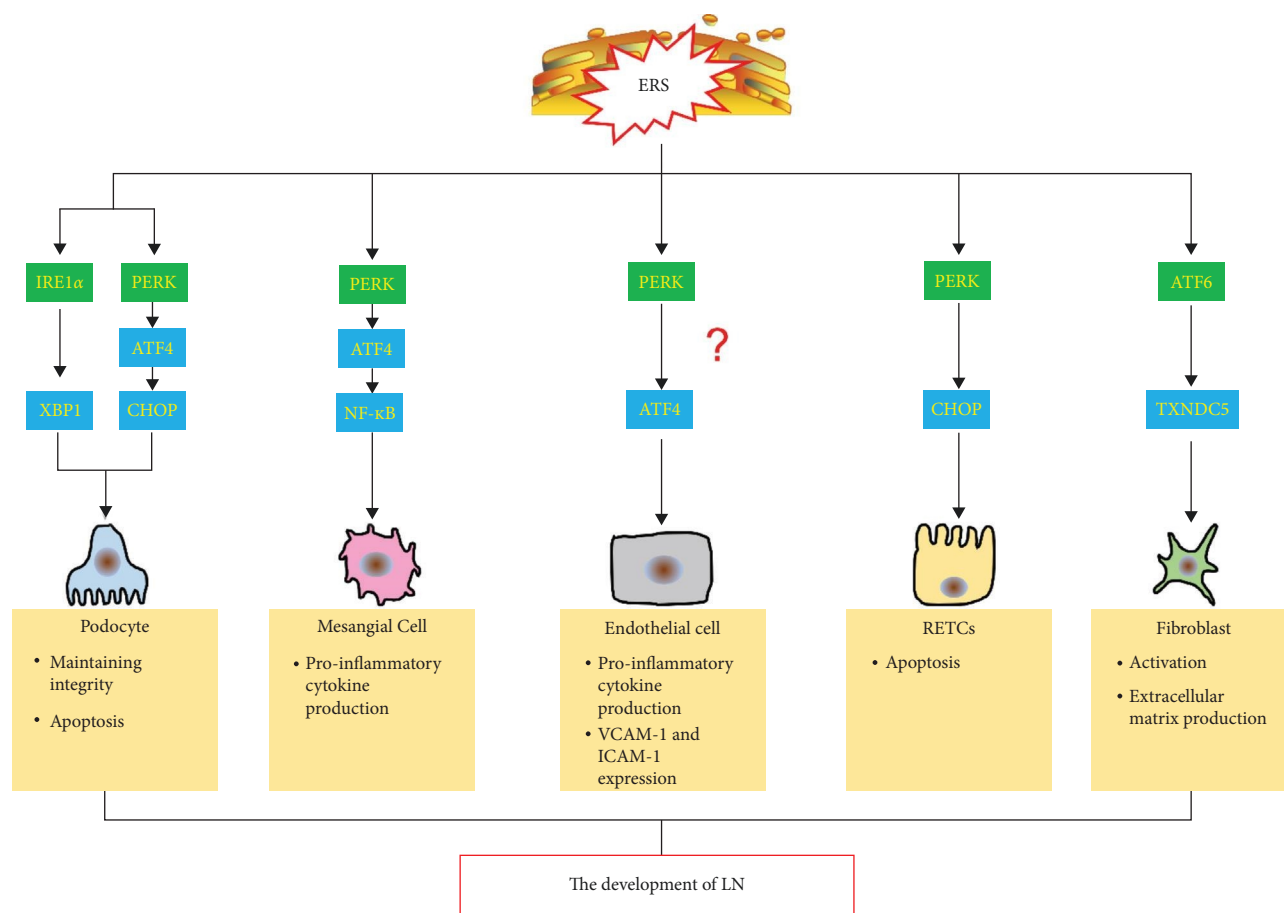 ERS
IRE1α
PERK
PERK
PERK
PERK
ATF6
ATF4
ATF4
?
XBP1
CHOP
NF-κB
ATF4
CHOP
TXNDC5
Podocyte
• Maintaining
integrity
• Apoptosis
Mesangial Cell
• Pro-inflammatory
cytokine
production
Endothelial cell
• Pro-inflammatory
cytokine
production
• VCAM-1 and
ICAM-1
expression
RETCs
• Apoptosis
Fibroblast
• Activation
• Extracellular
matrix production
The development of LN